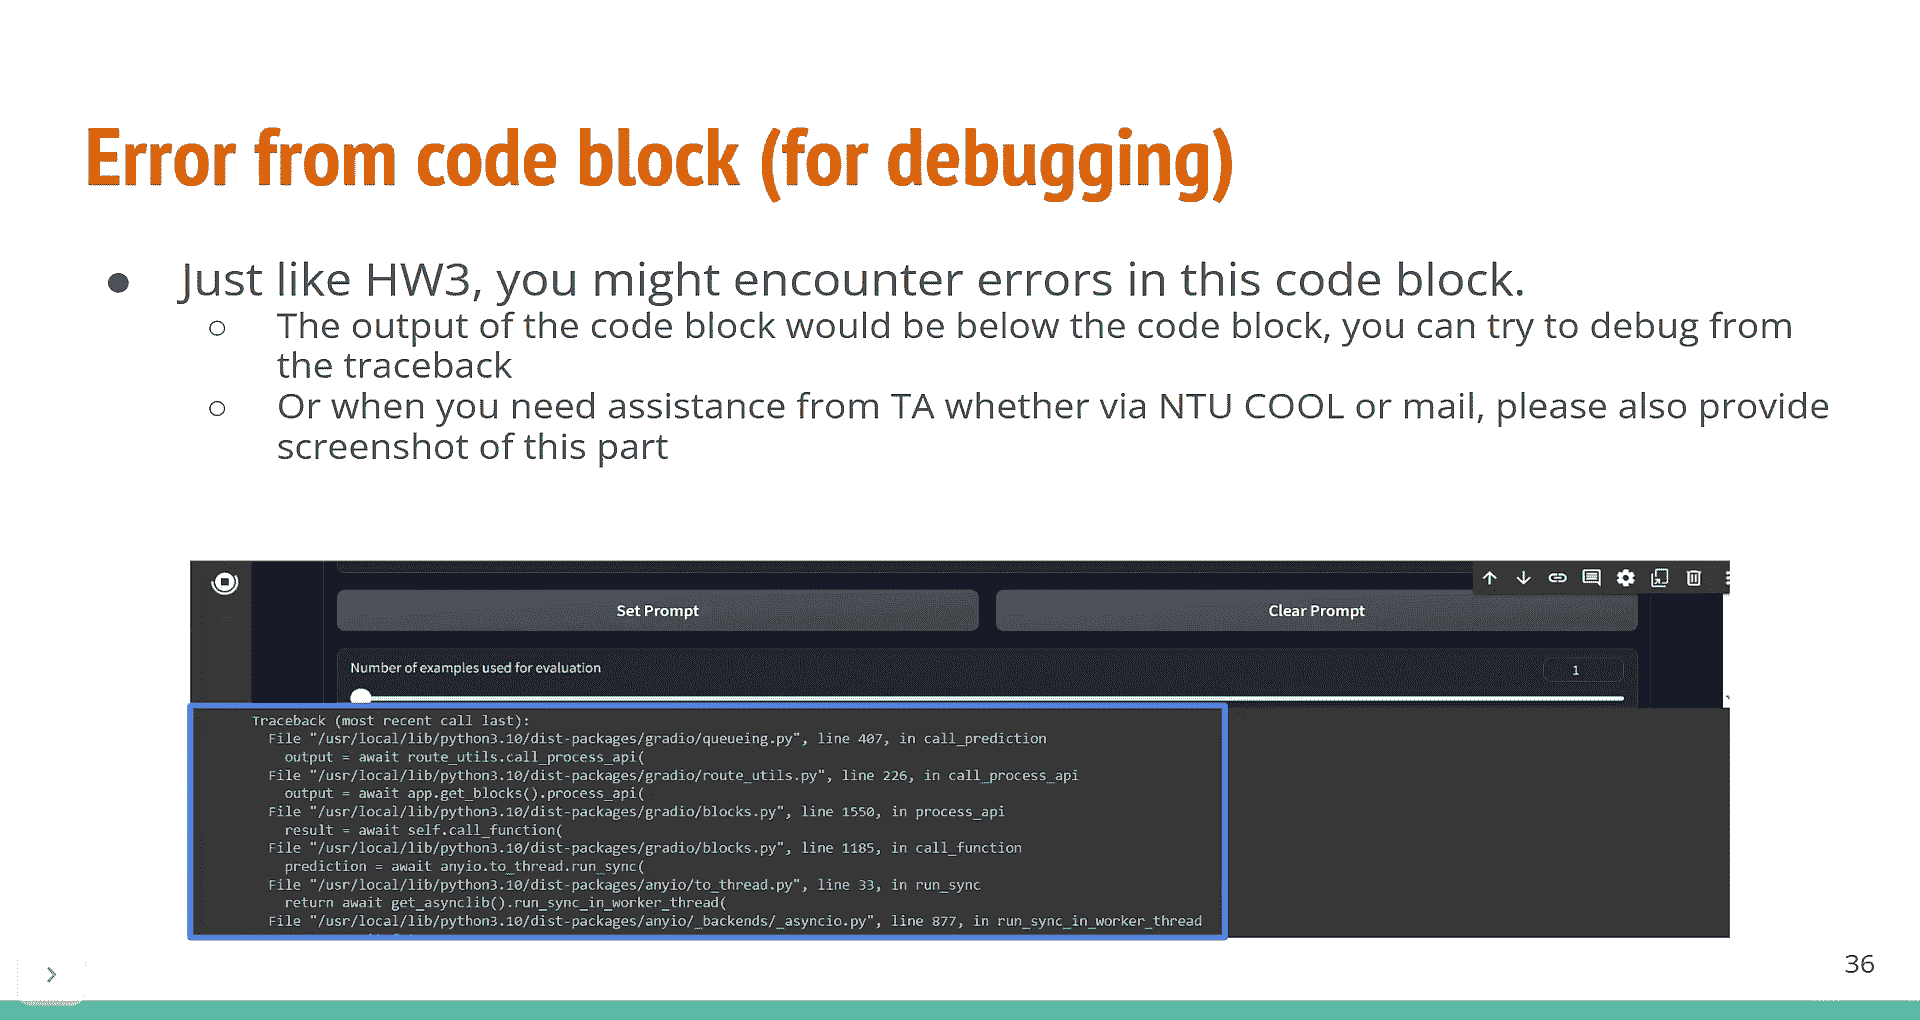 Error from code block (for debugging)
● Just like HW3, you might encounter errors in this code block.
○ The output of the code block would be below the code block, you can try to debug from
the traceback
○ Or when you need assistance from TA whether via NTU COOL or mail, please also provide
screenshot of this part
Set Prompt
Clear Prompt
Number of examples used for evaluation
1
Traceback (most recent call last):
File "/usr/local/lib/python3.10/dist-packages/gradio/queueing.py", line 407, in call_prediction
output = await route_utils.call_process_api(
File "/usr/local/lib/python3.10/dist-packages/gradio/route_utils.py", line 226, in call_process_api
output = await app.get_blocks().process_api(
File "/usr/local/lib/python3.10/dist-packages/gradio/blocks.py", line 1550, in process_api
result = await self.call_function(
File "/usr/local/lib/python3.10/dist-packages/gradio/blocks.py", line 1185, in call_function
prediction = await anyio.to_thread.run_sync(
File "/usr/local/lib/python3.10/dist-packages/anyio/to_thread.py", line 33, in run_sync
return await get_asynclib().run_sync_in_worker_thread(
File "/usr/local/lib/python3.10/dist-packages/anyio/_backends/_asyncio.py", line 877, in run_sync_in_worker_thread
36